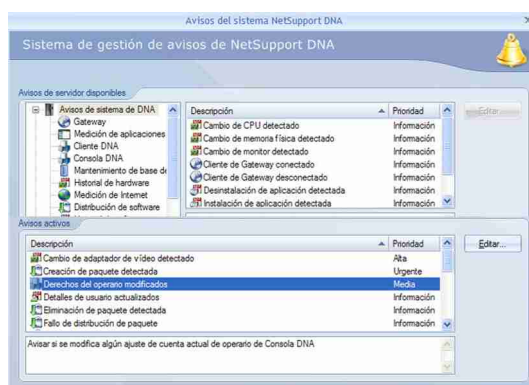 Avisos del sistema NetSupport DNA
Sistema de gestión de avisos de NetSupport DNA
Avisos de servidor disponibles
Avisos de sistema de DNA
Gateway
Medición de aplicaciones
Cliente DNA
Consola DNA
Mantenimiento de base de
Historial de hardware
Medición de Internet
Distribución de software
Descripción Prioridad
Cambio de CPU detectado Información
Cambio de memoria física detectado Información
Cambio de monitor detectado Información
Cliente de Gateway conectado Información
Cliente de Gateway desconectado Información
Desinstalación de aplicación detectada Información
Instalación de aplicación detectada Información
Editar...
Avisos activos
Descripción Prioridad
Cambio de adaptador de vídeo detectado Alta
Creación de paquete detectada Urgente
Derechos del operario modificados Media
Detalles de usuario actualizados Información
Eliminación de paquete detectada Información
Fallo de distribución de paquete Información
Editar...
Avisar si se modifica algún ajuste de cuenta actual de operario de Consola DNA